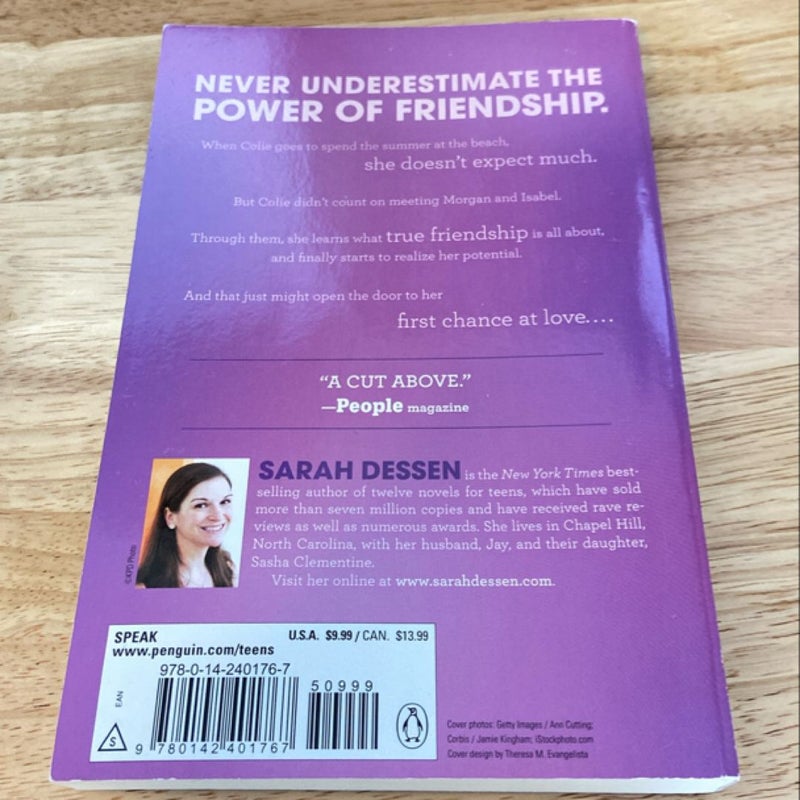 NEVER UNDERESTIMATE THE
POWER OF FRIENDSHIP.
When Colie goes to spend the summer at the beach,
she doesn't expect much.
But Colie didn't count on meeting Morgan and Isabel.
Through them, she learns what true friendship is all about,
and finally starts to realize her potential.
And that just might open the door to her
first chance at love....
"A CUT ABOVE."
—People magazine
SARAH DESSEN is the New York Times best-
selling author of twelve novels for teens, which have sold
more than seven million copies and have received rave re-
views as well as numerous awards. She lives in Chapel Hill,
North Carolina, with her husband, Jay, and their daughter,
Sasha Clementine.
Visit her online at www.sarahdessen.com.
©KPO Photo
SPEAK
U.S.A. $9.99 / CAN. $13.99
www.penguin.com/teens
978-0-14-240176-7
50999
EAN
S
9 780142 401767
Cover photos: Getty Images / Ann Cutting;
Corbis / Jamie Kingham; iStockphoto.com
Cover design by Theresa M. Evangelista